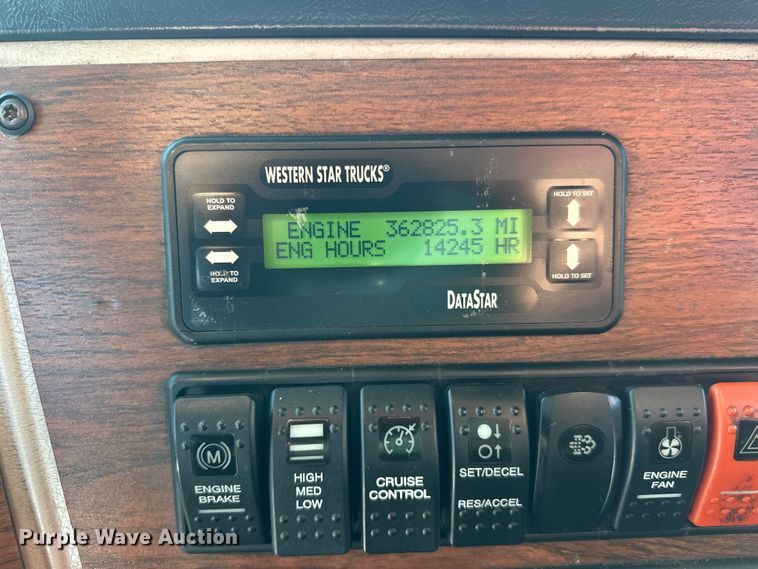 WESTERN STAR TRUCKS®
HOLD TO
EXPAND
HOLD TO SET
ENGINE 362825.3 MI
ENG HOURS 14245 HR
HOLD TO
EXPAND
HOLD TO SET
DATASTAR
M
ENGINE
BRAKE
HIGH
MED
LOW
CRUISE
CONTROL
SET/DECEL
RES/ACCEL
ENGINE
FAN
Purple Wave Auction